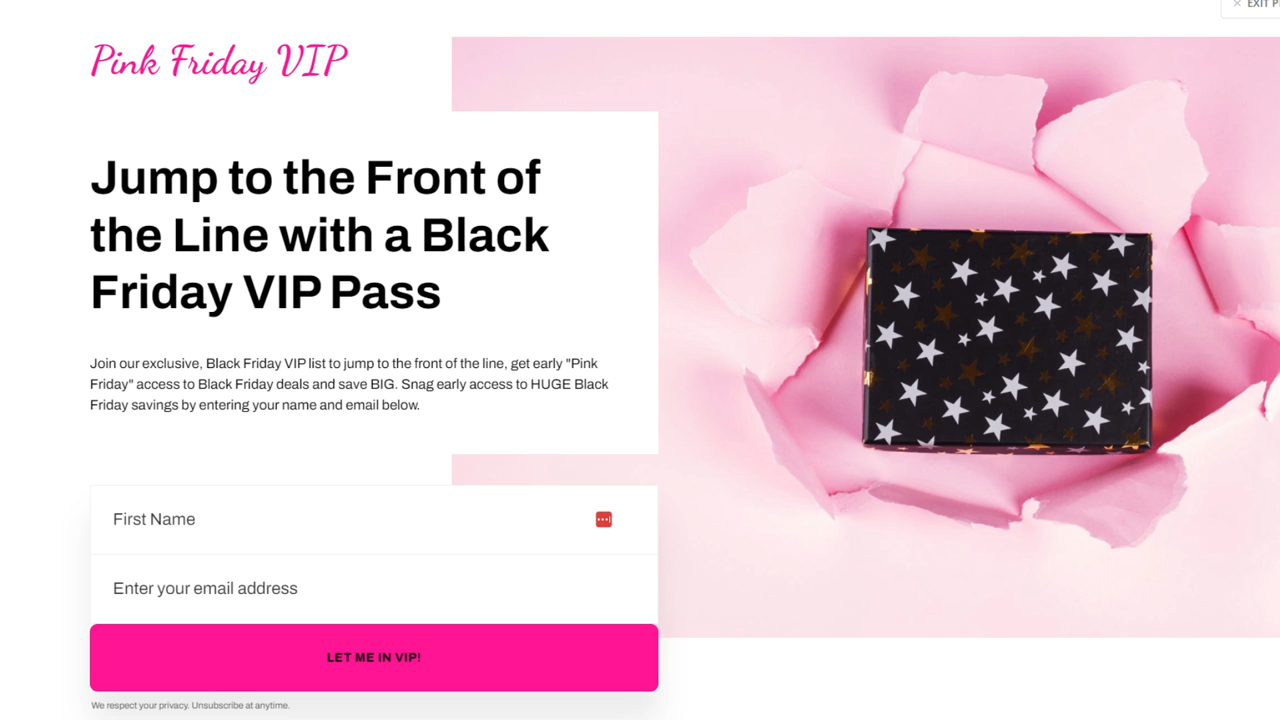 EXIT P
Pink Friday VIP
Jump to the Front of
the Line with a Black
Friday VIP Pass
Join our exclusive, Black Friday VIP list to jump to the front of the line, get early "Pink
Friday" access to Black Friday deals and save BIG. Snag early access to HUGE Black
Friday savings by entering your name and email below.
First Name
Enter your email address
LET ME IN VIP!
We respect your privacy. Unsubscribe at anytime.